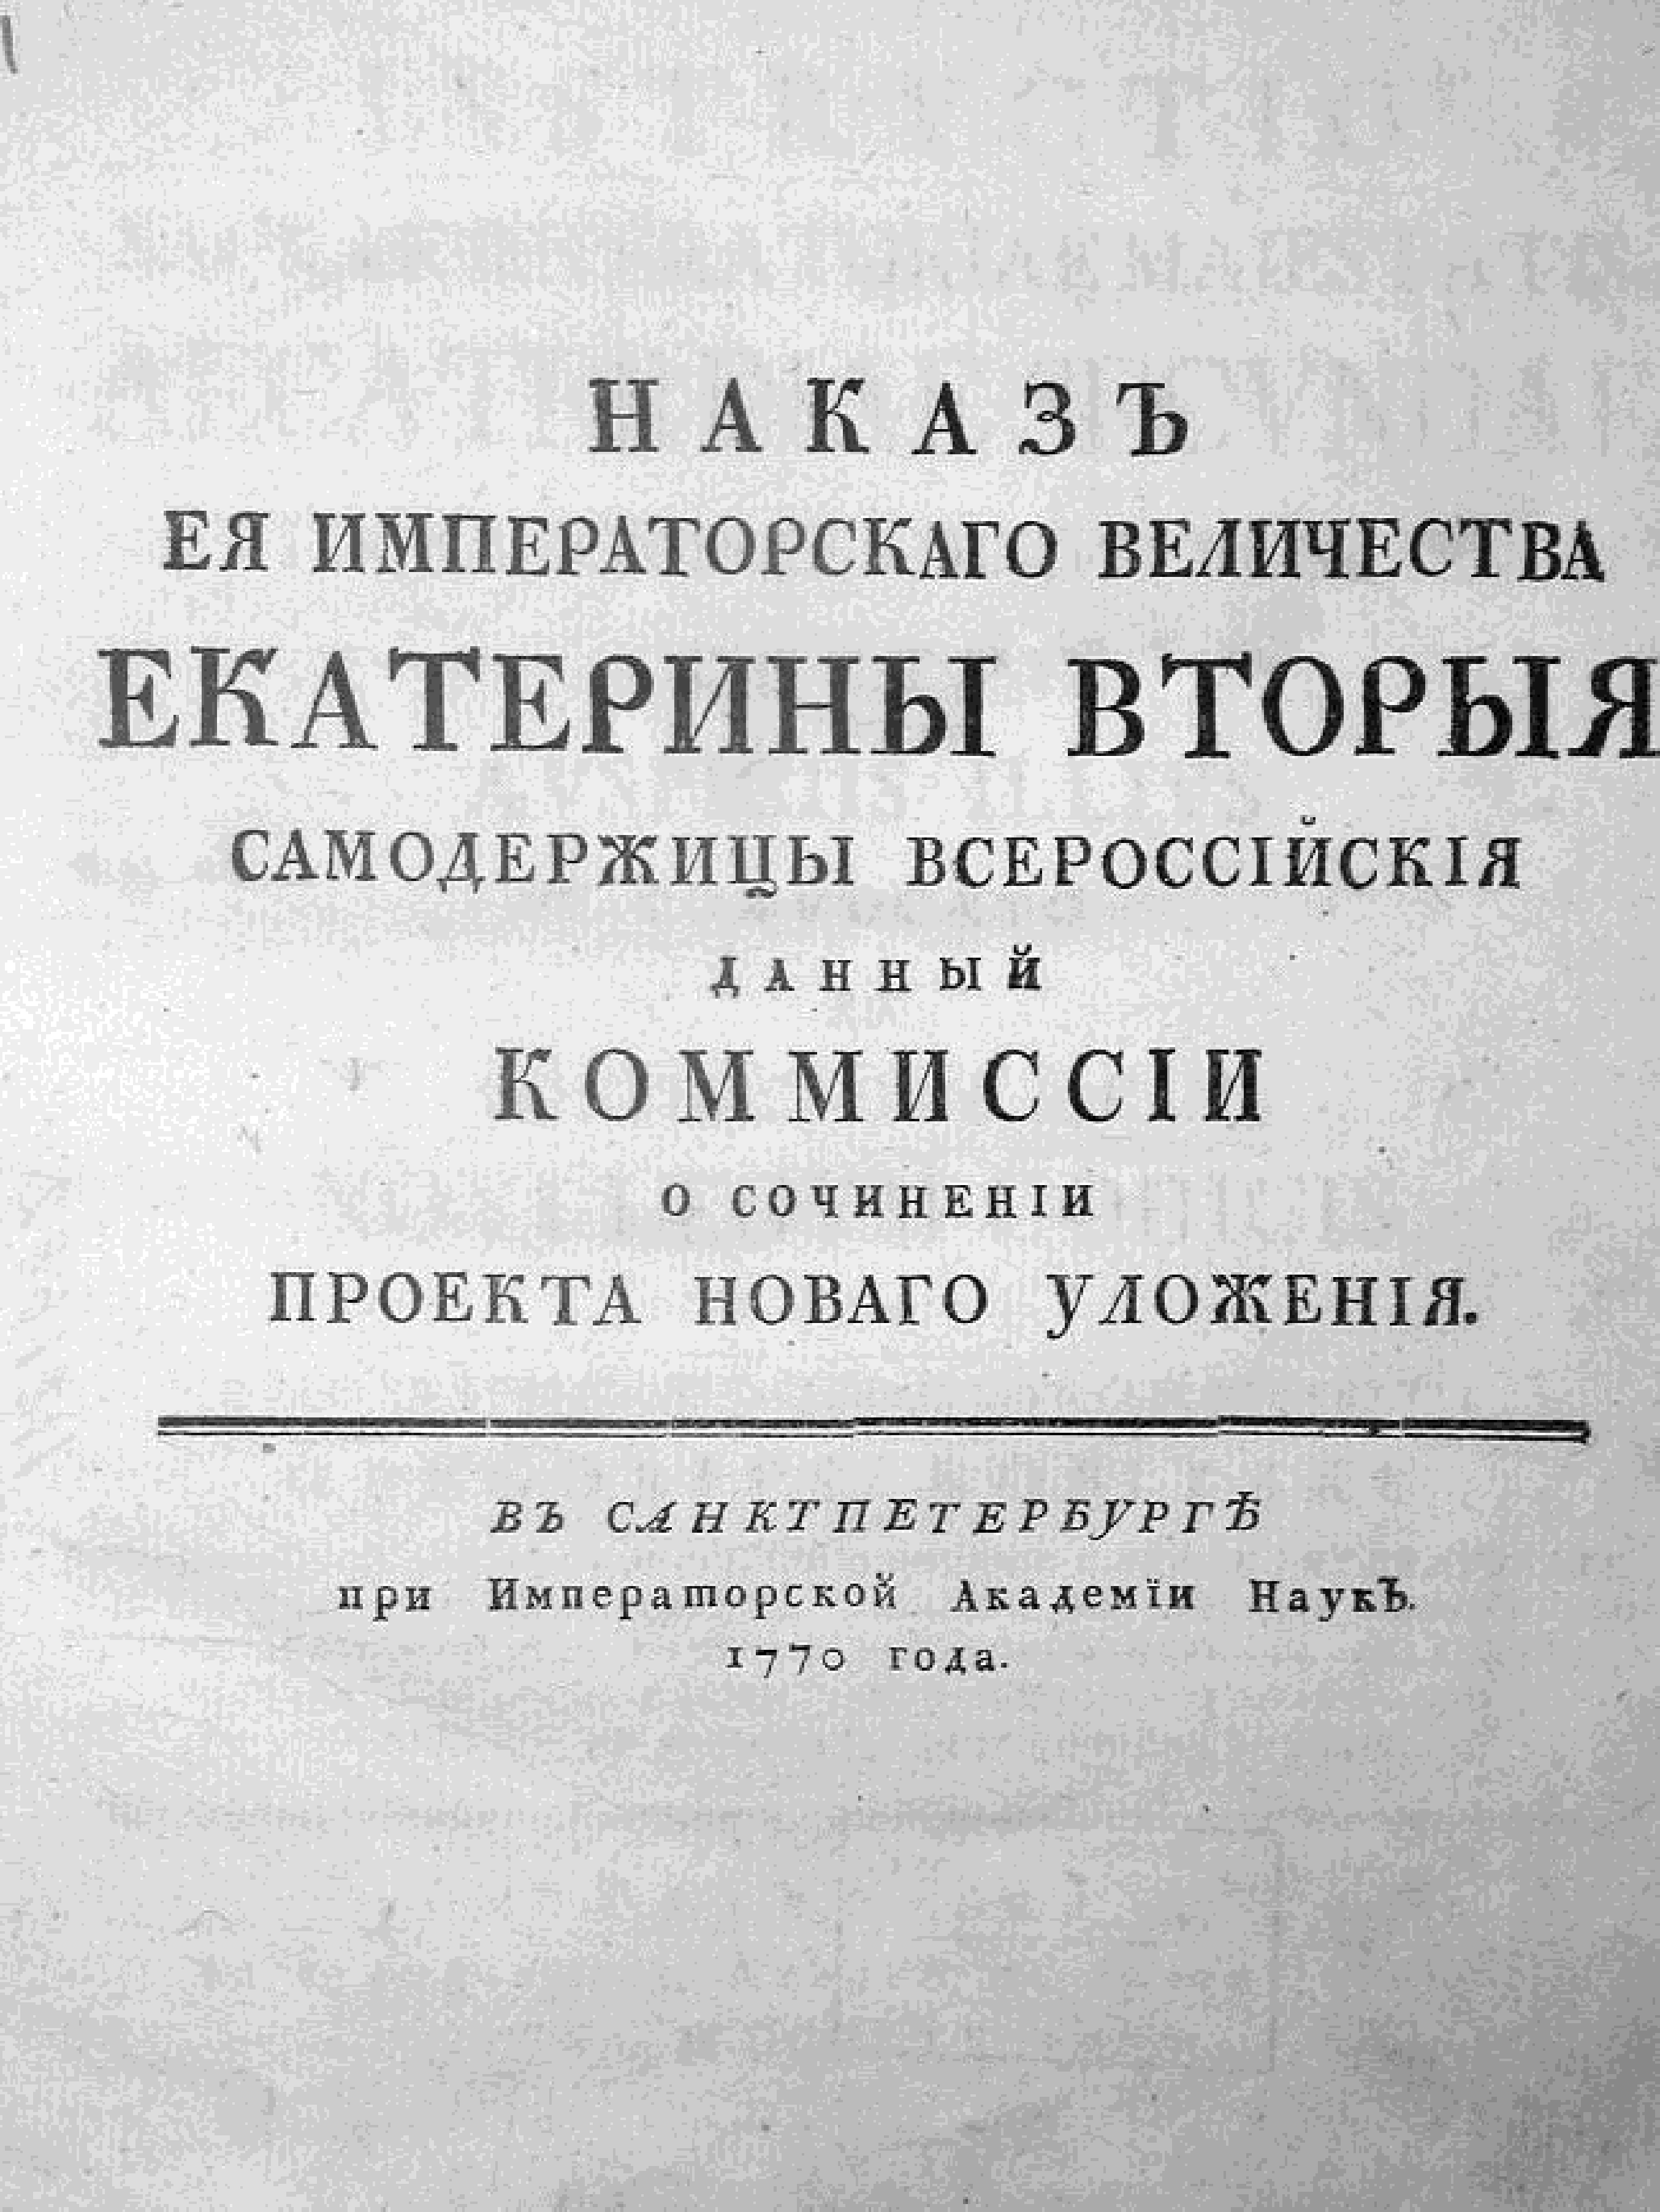 НАКАЗЪ
ЕЯ ИМПЕРАТОРСКАГО ВЕЛИЧЕСТВА
ЕКАТЕРИНЫ ВТОРЫЯ
САМОДЕРЖИЦЫ ВСЕРОССІЙСКІЯ
ДАННЫЙ
КОММИССІИ
О СОЧИНЕНІИ
ПРОЕКТА НОВАГО УЛОЖЕНІЯ.
ВЪ САНКТПЕТЕРБУРГѢ
при Императорской Академїи Наукъ.
1770 года.